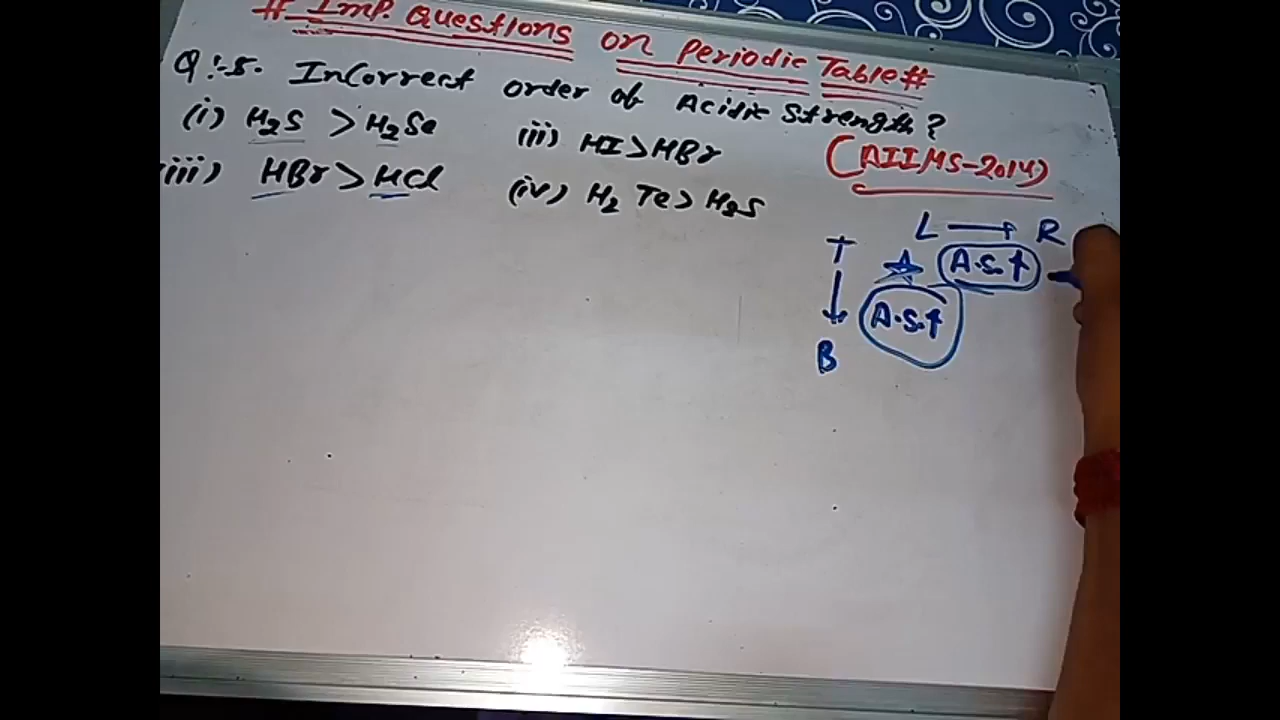 # Imp. Questions on Periodic Table #
Q:-5. Incorrect order of Acidic Strength?
(i) H₂S > H₂Se (ii) HI > HBr
(AIIMS-2014)
(iii) HBr > HCl (iv) H₂Te > H₂S
L → R
T A.S.↑
↓ A.S.↑
B